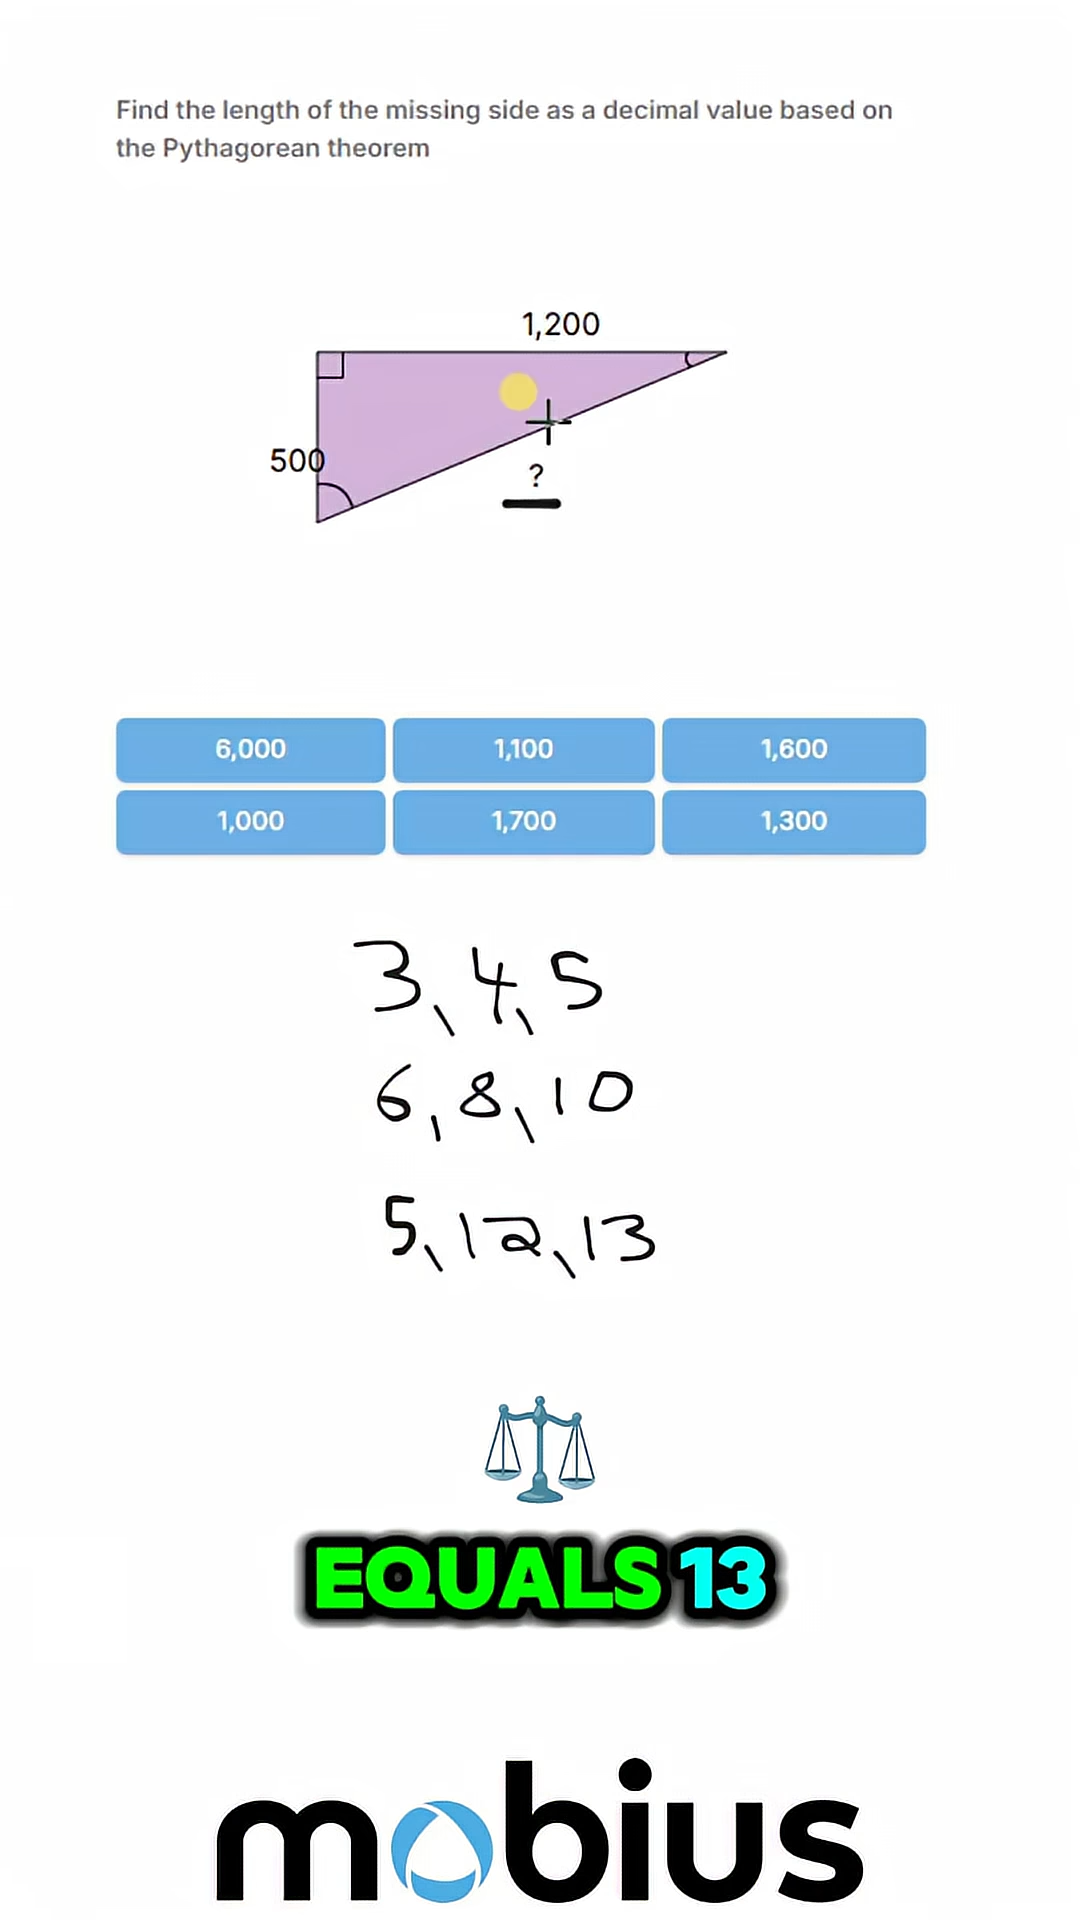 Find the length of the missing side as a decimal value based on
the Pythagorean theorem
1,200
500
?
6,000 1,100 1,600
1,000 1,700 1,300
3, 4, 5
6, 8, 10
5, 12, 13
EQUALS 13
mobius